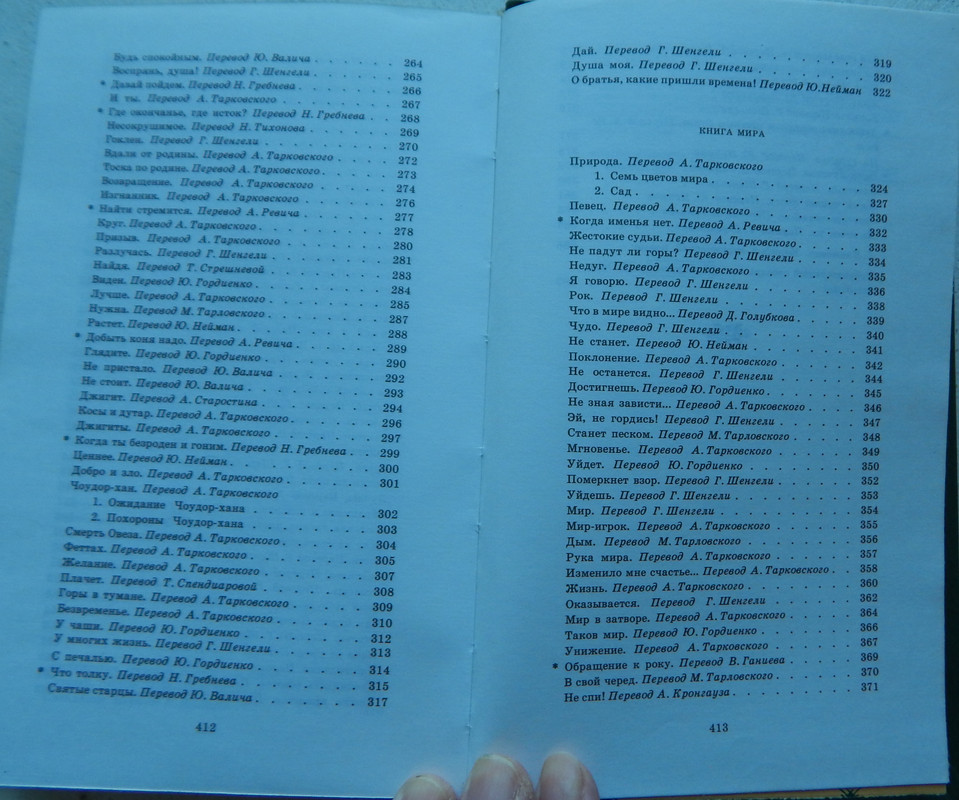 Будь спокойным. Перевод Ю. Валича . . . . . . 264
Воспрянь, душа! Перевод Г. Шенгели . . . . . . 265
* Давай пойдем. Перевод Н. Гребнева . . . . . . 266
И ты. Перевод А. Тарковского . . . . . . 267
* Где окончанье, где исток? Перевод Н. Гребнева . . . . 268
Несокрушимое. Перевод Н. Тихонова . . . . . . 269
Гоклен. Перевод Г. Шенгели . . . . . . 270
Вдали от родины. Перевод А. Тарковского . . . . . 272
Тоска по родине. Перевод А. Тарковского . . . . . . 273
Возвращение. Перевод А. Тарковского . . . . . . 274
Изгнанник. Перевод А. Тарковского . . . . . . 276
* Найти стремится. Перевод А. Ревича . . . . . . 277
Круг. Перевод А. Тарковского . . . . . . 278
Призыв. Перевод А. Тарковского . . . . . . 280
Разлучась. Перевод Г. Шенгели . . . . . . 281
Найдя. Перевод Т. Стрешневой . . . . . . 283
Виден. Перевод Ю. Гордиенко . . . . . . 284
Лучше. Перевод А. Тарковского . . . . . . 285
Нужна. Перевод М. Тарловского . . . . . . 287
Растет. Перевод Ю. Нейман . . . . . . 288
* Добыть коня надо. Перевод А. Ревича . . . . . . 289
Глядите. Перевод Ю. Гордиенко . . . . . . 290
Не пристало. Перевод Ю. Валича . . . . . . 292
Не стоит. Перевод Ю. Валича . . . . . . 293
Джигит. Перевод А. Старостина . . . . . . 294
Косы и дутар. Перевод А. Тарковского . . . . . . 296
Джигиты. Перевод А. Тарковского . . . . . . 297
* Когда ты безроден и гоним. Перевод Н. Гребнева . . . . 299
Ценнее. Перевод Ю. Нейман . . . . . . 300
Добро и зло. Перевод А. Тарковского . . . . . . 301
Чоудор-хан. Перевод А. Тарковского
1. Ожидание Чоудор-хана . . . . . . 302
2. Похороны Чоудор-хана . . . . . . 303
Смерть Овеза. Перевод А. Тарковского . . . . . . 304
Феттах. Перевод А. Тарковского . . . . . . 305
Желание. Перевод А. Тарковского . . . . . . 307
Плачет. Перевод Т. Спендиаровой . . . . . . 308
Горы в тумане. Перевод А. Тарковского . . . . . . 309
Безвременье. Перевод А. Тарковского . . . . . . 310
У чаши. Перевод Ю. Гордиенко . . . . . . 312
У многих жизнь. Перевод Г. Шенгели . . . . . . 313
С печалью. Перевод Ю. Гордиенко . . . . . . 314
* Что толку. Перевод Н. Гребнева . . . . . . 315
Святые старцы. Перевод Ю. Валича . . . . . . 317
412
Дай. Перевод Г. Шенгели . . . . . . 319
Душа моя. Перевод Г. Шенгели . . . . . . 320
О братья, какие пришли времена! Перевод Ю.Нейман 322
КНИГА МИРА
Природа. Перевод А. Тарковского
1. Семь цветов мира . . . . . . 324
2. Сад . . . . . . 327
Певец. Перевод А. Тарковского . . . . . . 330
* Когда именья нет. Перевод А. Ревича . . . . . . 332
Жестокие судьи. Перевод А. Тарковского . . . . . 333
Не падут ли горы? Перевод Г. Шенгели . . . . . 334
Недуг. Перевод А. Тарковского . . . . . . 335
Я говорю. Перевод Г. Шенгели . . . . . . 336
Рок. Перевод Г. Шенгели . . . . . . 338
Что в мире видно... Перевод Д. Голубкова . . . . . 339
Чудо. Перевод Г. Шенгели . . . . . . 340
Не станет. Перевод Ю. Нейман . . . . . . 341
Поклонение. Перевод А. Тарковского . . . . . . 342
Не останется. Перевод Г. Шенгели . . . . . . 344
Достигнешь. Перевод Ю. Гордиенко . . . . . . 345
Не зная зависти... Перевод А. Тарковского . . . . 346
Эй, не гордись! Перевод Г. Шенгели . . . . . . 347
Станет песком. Перевод М. Тарловского . . . . . 348
Мгновенье. Перевод А. Тарковского . . . . . . 349
Уйдет. Перевод Ю. Гордиенко . . . . . . 350
Померкнет взор. Перевод Г. Шенгели . . . . . . 352
Уйдешь. Перевод Г. Шенгели . . . . . . 353
Мир. Перевод Г. Шенгели . . . . . . 354
Мир-игрок. Перевод А. Тарковского . . . . . . 355
Дым. Перевод М. Тарловского . . . . . . 356
Рука мира. Перевод А. Тарковского . . . . . . 357
Изменило мне счастье... Перевод А. Тарковского . . 358
Жизнь. Перевод А. Тарковского . . . . . . 360
Оказывается. Перевод Г. Шенгели . . . . . . 362
Мир в затворе. Перевод А. Тарковского . . . . . 364
Таков мир. Перевод Ю. Гордиенко . . . . . . 366
Унижение. Перевод А. Тарковского . . . . . . 367
* Обращение к року. Перевод В. Ганиева . . . . . 369
В свой черед. Перевод М. Тарловского . . . . . 370
Не спи! Перевод А. Кронгауза . . . . . . 371
413